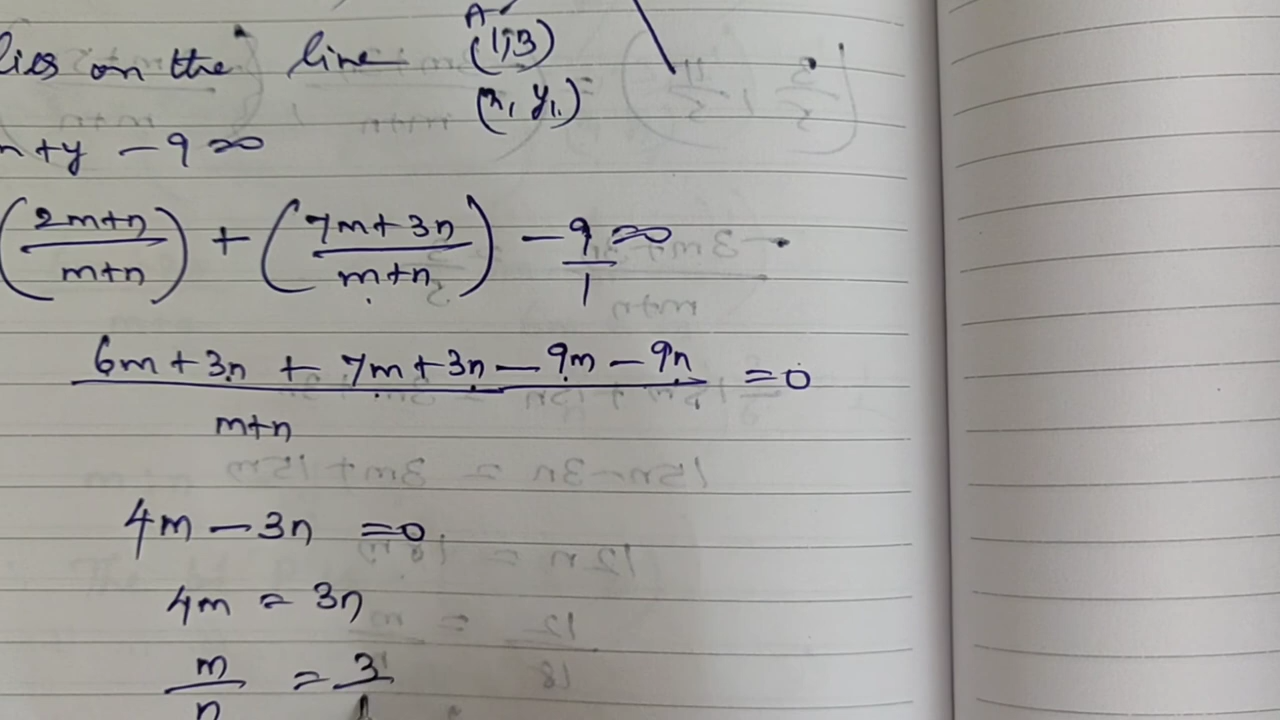 A
lies on the line (1,3)
(x, y1)
x+y - 9 = 0
(2m+n / m+n) + (7m+3n / m+n) - 9/1 = 0
6m+3n + 7m+3n - 9m - 9n / m+n = 0
4m - 3n = 0
4m = 3n
m/n = 3/